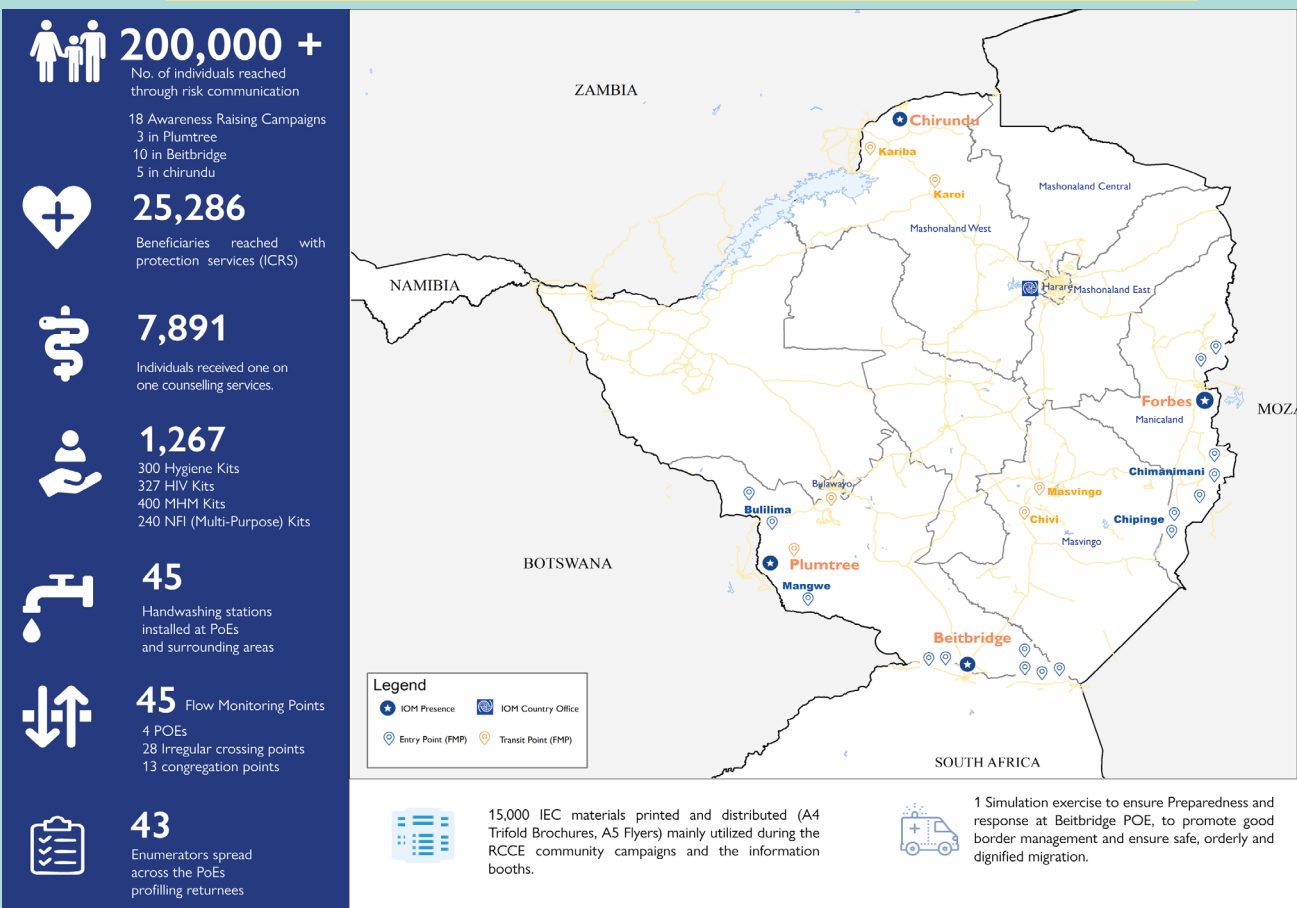 200,000 +
No. of individuals reached
through risk communication
18 Awareness Raising Campaigns
3 in Plumtree
10 in Beitbridge
5 in chirundu
25,286
Beneficiaries reached with
protection services (ICRS)
7,891
Individuals received one on
one counselling services.
1,267
300 Hygiene Kits
327 HIV Kits
400 MHM Kits
240 NFI (Multi-Purpose) Kits
45
Handwashing stations
installed at PoEs
and surrounding areas
45 Flow Monitoring Points
4 POEs
28 Irregular crossing points
13 congregation points
43
Enumerators spread
across the PoEs
profilling returnees
ZAMBIA
Chirundu
Kariba
Karoi
Mashonaland Central
Mashonaland West
NAMIBIA
Harare
Mashonaland East
Forbes
MOZA
Manicaland
Chimanimani
Bulawayo
Masvingo
Bulilima
Chivi
Chipinge
Masvingo
BOTSWANA
Plumtree
Mangwe
Beitbridge
Legend
IOM Presence
IOM Country Office
Entry Point (FMP)
Transit Point (FMP)
SOUTH AFRICA
15,000 IEC materials printed and distributed (A4
Trifold Brochures, A5 Flyers) mainly utilized during the
RCCE community campaigns and the information
booths.
1 Simulation exercise to ensure Preparedness and
response at Beitbridge POE, to promote good
border management and ensure safe, orderly and
dignified migration.